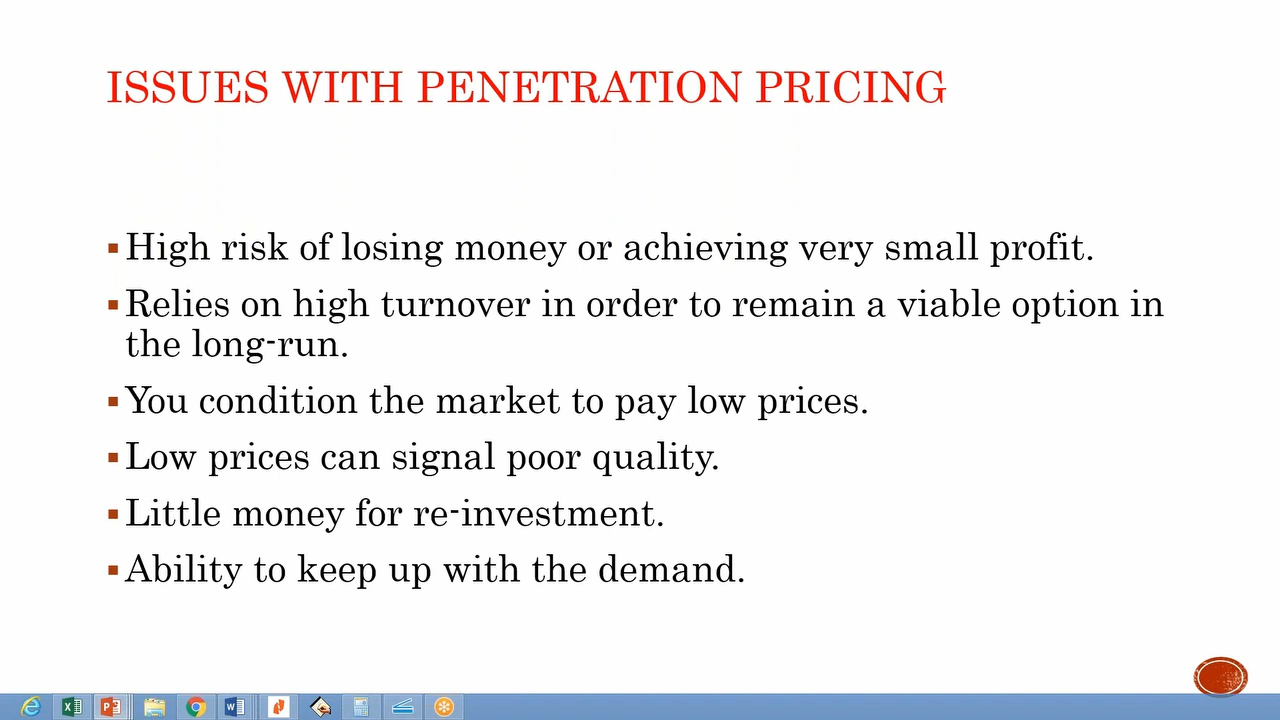 ISSUES WITH PENETRATION PRICING
▪High risk of losing money or achieving very small profit.
▪Relies on high turnover in order to remain a viable option in
the long-run.
▪You condition the market to pay low prices.
▪Low prices can signal poor quality.
▪Little money for re-investment.
▪Ability to keep up with the demand.